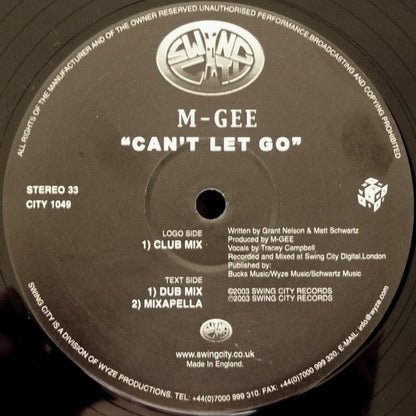 ALL RIGHTS OF THE MANUFACTURER AND OF THE OWNER RESERVED.UNAUTHORISED PERFORMANCE.BROADCASTING AND COPYING PROHIBITED
SWING
CITY
M-GEE
"CAN'T LET GO"
STEREO 33
CITY 1049
LOGO SIDE
1) CLUB MIX
Written by Grant Nelson & Matt Schwartz
Produced by M-GEE
Vocals by Tracey Campbell
Recorded and Mixed at Swing City Digital.London
Published by:
Bucks Music/Wyze Music/Schwartz Music
TEXT SIDE
1) DUB MIX
2) MIXAPELLA
℗2003 SWING CITY RECORDS
©2003 SWING CITY RECORDS
SWING
CITY
www.swingcity.co.uk
Made in England.
SWING CITY IS A DIVISION OF WYZE PRODUCTIONS. TEL: +44(0)7000 999 310. FAX: +44(0)7000 999 320. E-MAIL: info@wyze.com